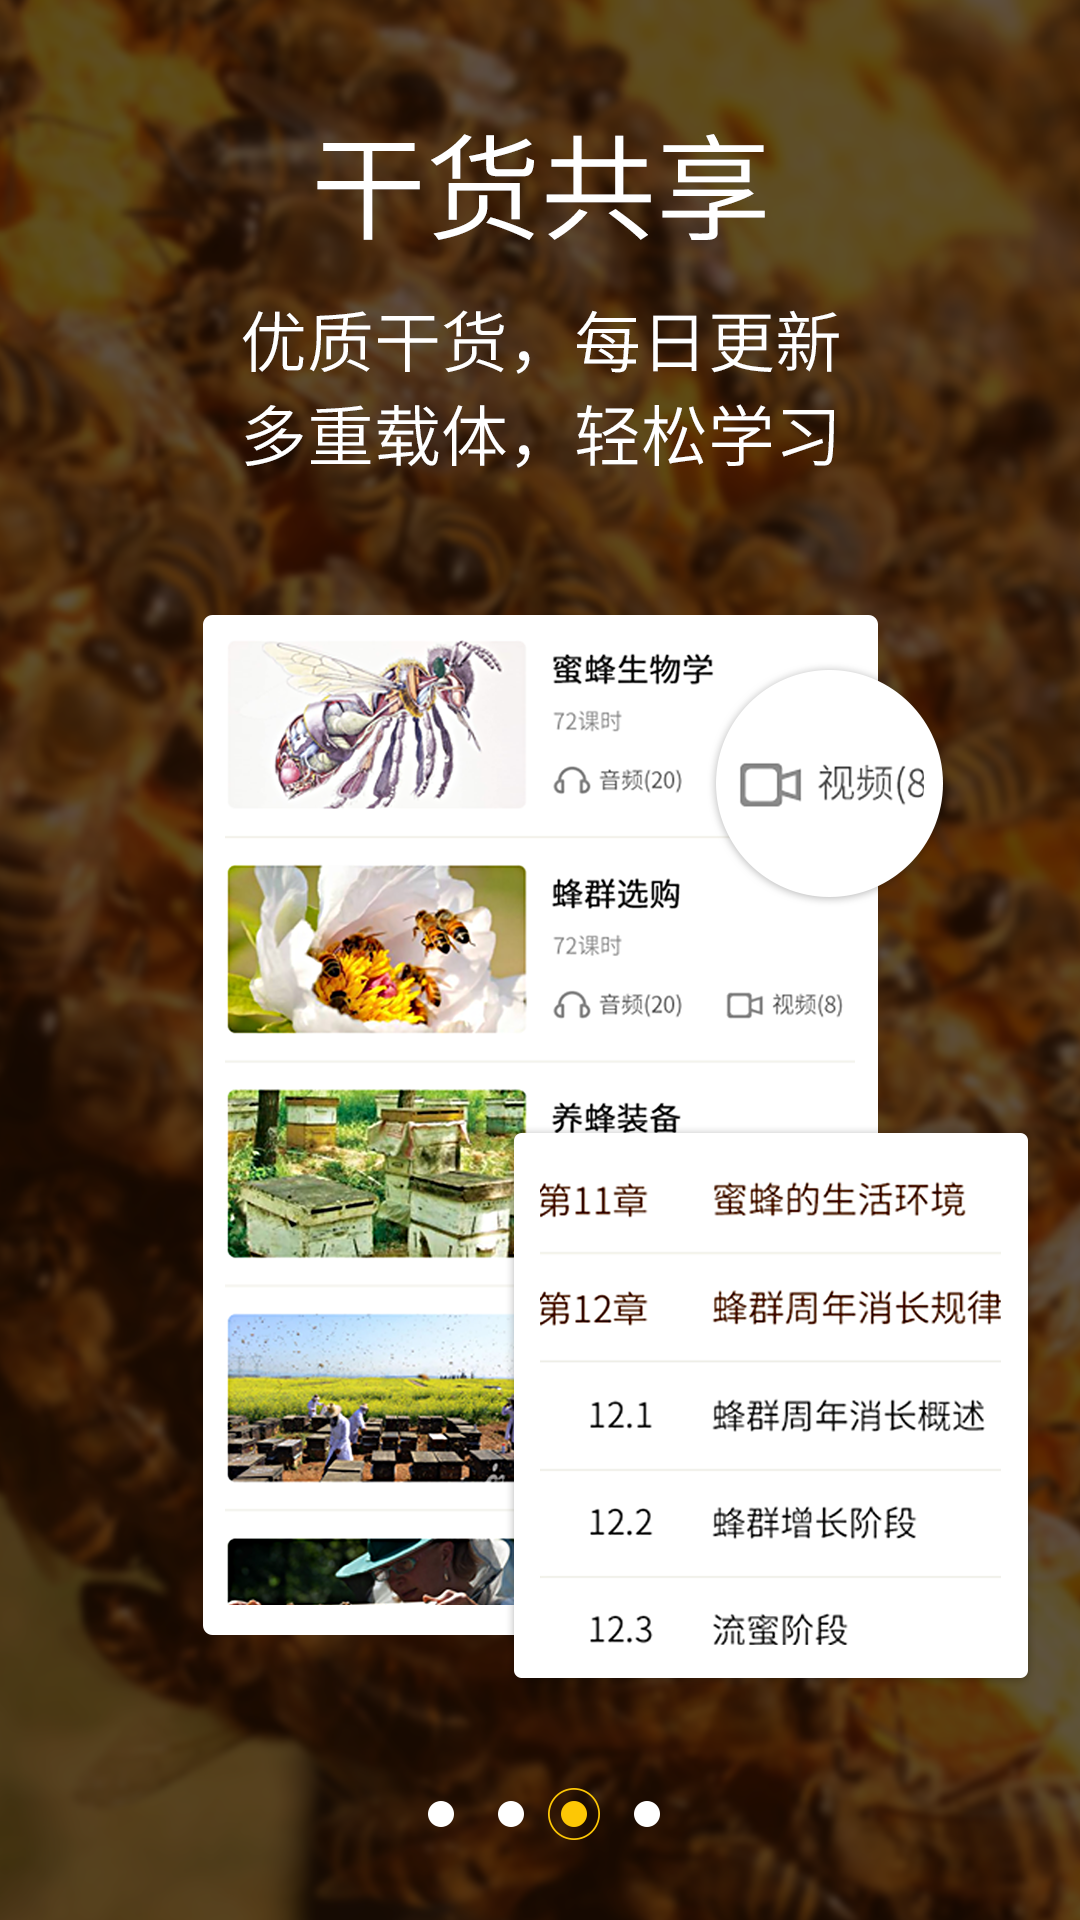 干货共享
优质干货，每日更新
多重载体，轻松学习
蜜蜂生物学
72课时
音频(20)
视频(8
蜂群选购
72课时
音频(20)
视频(8)
养蜂装备
第11章 蜜蜂的生活环境
第12章 蜂群周年消长规律
12.1 蜂群周年消长概述
12.2 蜂群增长阶段
12.3 流蜜阶段